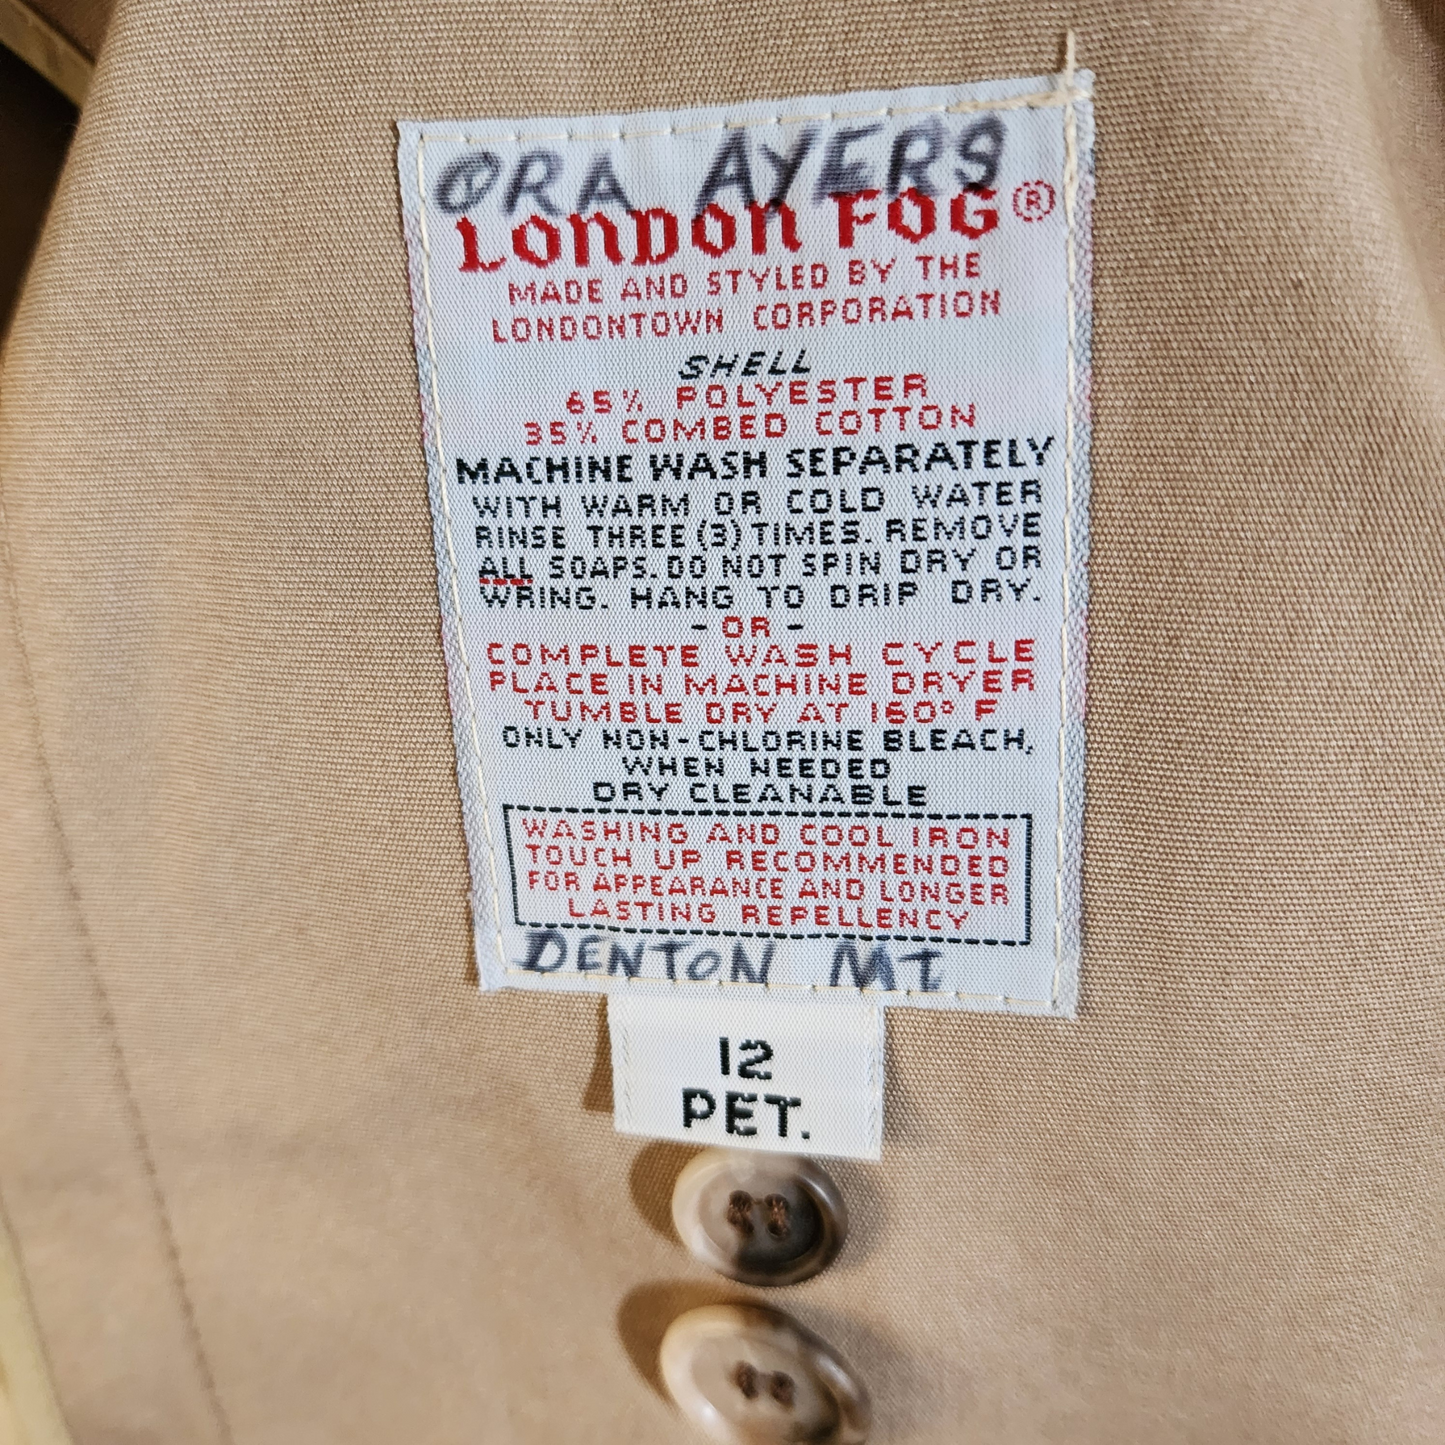 ORA AYERS
LONDON FOG®
MADE AND STYLED BY THE
LONDONTOWN CORPORATION
SHELL
65% POLYESTER
35% COMBED COTTON
MACHINE WASH SEPARATELY
WITH WARM OR COLD WATER
RINSE THREE (3) TIMES. REMOVE
ALL SOAPS. DO NOT SPIN DRY OR
WRING. HANG TO DRIP DRY.
- OR -
COMPLETE WASH CYCLE
PLACE IN MACHINE DRYER
TUMBLE DRY AT 160° F
ONLY NON-CHLORINE BLEACH,
WHEN NEEDED
DRY CLEANABLE
WASHING AND COOL IRON
TOUCH UP RECOMMENDED
FOR APPEARANCE AND LONGER
LASTING REPELLENCY
DENTON MT
12
PET.